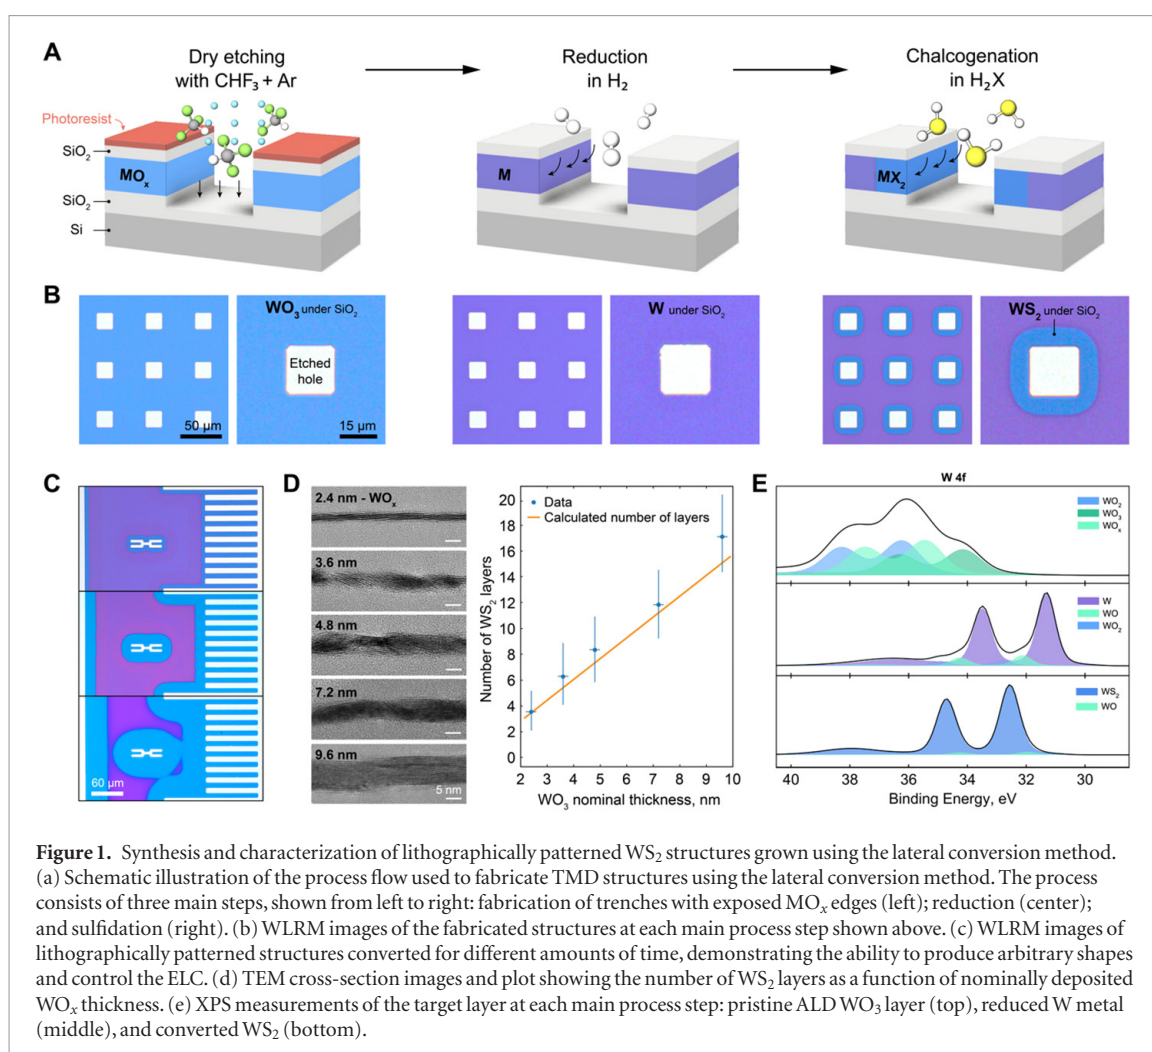 A
Dry etching
with CHF₃ + Ar
Reduction
in H₂
Chalcogenation
in H₂X
Photoresist
SiO₂
MOₓ
SiO₂
Si
M
MX₂
B
50 µm
WO₃ under SiO₂
Etched
hole
15 µm
W under SiO₂
WS₂ under SiO₂
C
60 µm
D
2.4 nm - WOₓ
3.6 nm
4.8 nm
7.2 nm
9.6 nm
5 nm
Number of WS₂ layers
20
18
16
14
12
10
8
6
4
2
0
Data
Calculated number of layers
2 3 4 5 6 7 8 9 10
WO₃ nominal thickness, nm
E
W 4f
WO₂
WO₃
WOₓ
W
WO
WO₂
WS₂
WO
40 38 36 34 32 30
Binding Energy, eV
Figure 1. Synthesis and characterization of lithographically patterned WS₂ structures grown using the lateral conversion method.
(a) Schematic illustration of the process flow used to fabricate TMD structures using the lateral conversion method. The process
consists of three main steps, shown from left to right: fabrication of trenches with exposed MOₓ edges (left); reduction (center);
and sulfidation (right). (b) WLRM images of the fabricated structures at each main process step shown above. (c) WLRM images of
lithographically patterned structures converted for different amounts of time, demonstrating the ability to produce arbitrary shapes
and control the ELC. (d) TEM cross-section images and plot showing the number of WS₂ layers as a function of nominally deposited
WOₓ thickness. (e) XPS measurements of the target layer at each main process step: pristine ALD WO₃ layer (top), reduced W metal
(middle), and converted WS₂ (bottom).